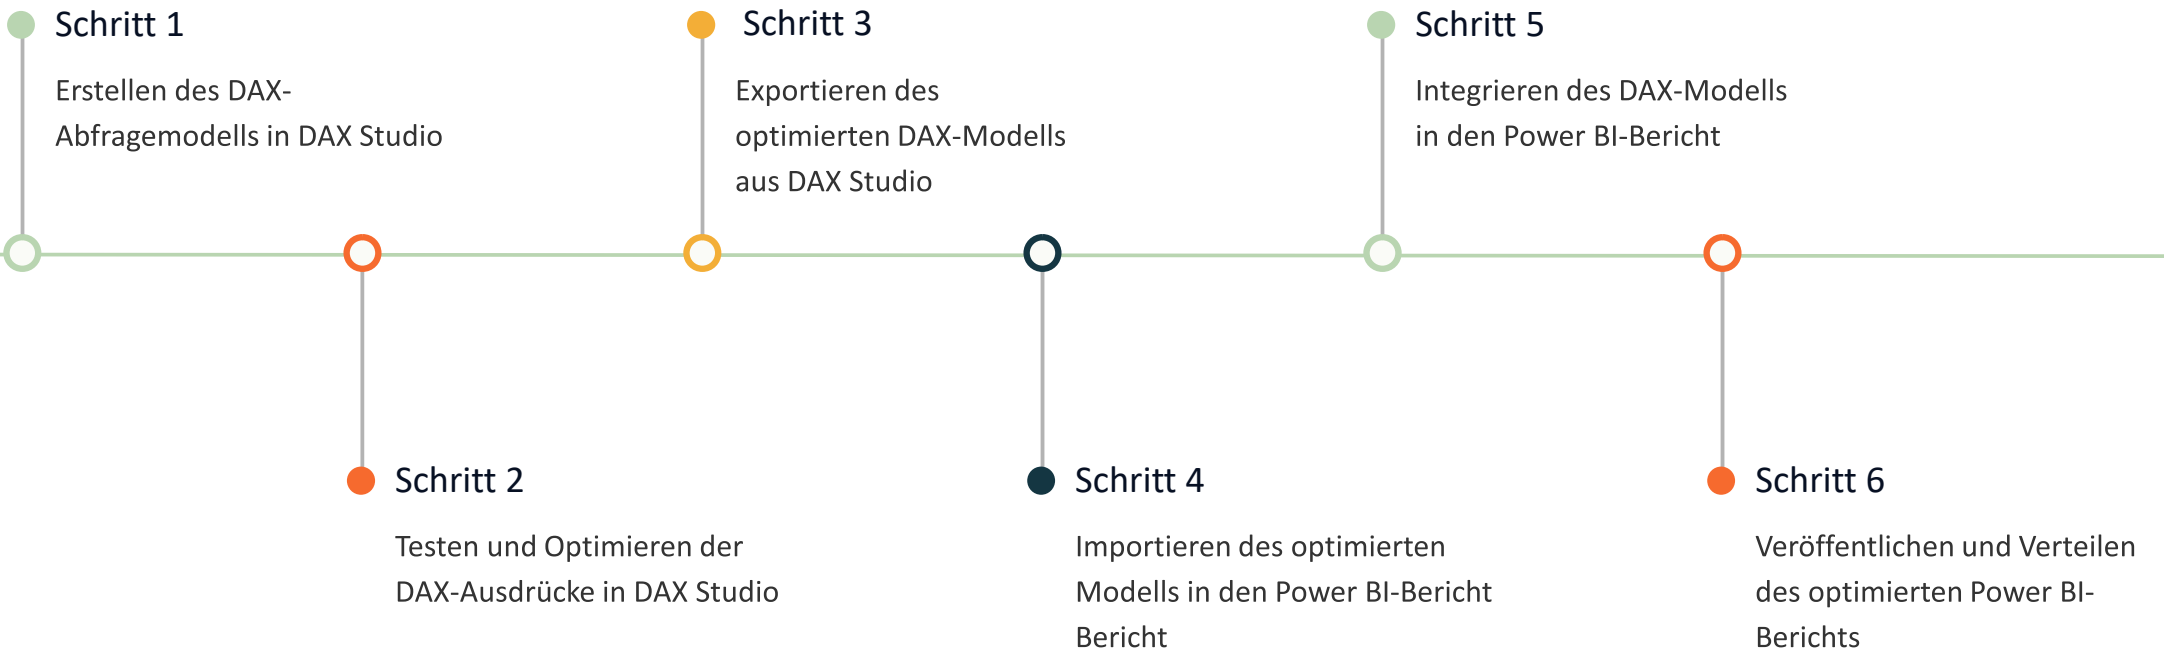 Schritt 1
Erstellen des DAX-
Abfragemodells in DAX Studio
Schritt 2
Testen und Optimieren der
DAX-Ausdrücke in DAX Studio
Schritt 3
Exportieren des
optimierten DAX-Modells
aus DAX Studio
Schritt 4
Importieren des optimierten
Modells in den Power BI-Bericht
Bericht
Schritt 5
Integrieren des DAX-Modells
in den Power BI-Bericht
Schritt 6
Veröffentlichen und Verteilen
des optimierten Power BI-
Berichts